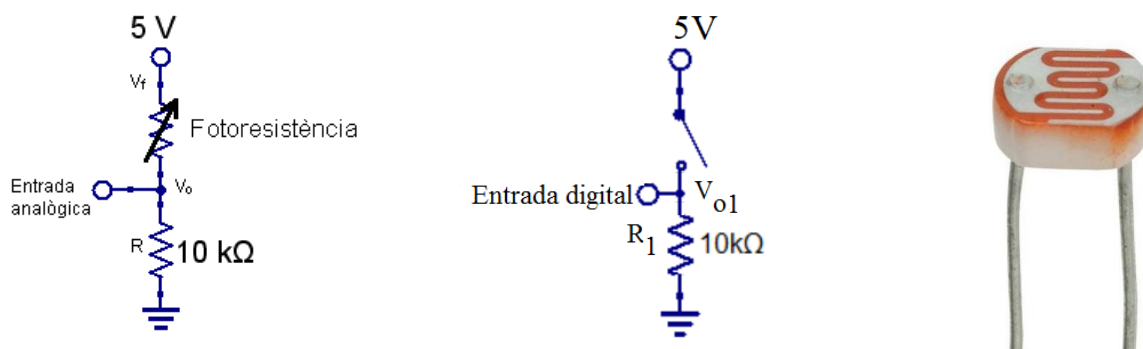 5 V
Vf
Fotoresistència
Entrada
analògica
Vo
R
10 kΩ
5V
Entrada digital
Vo1
R1
10kΩ